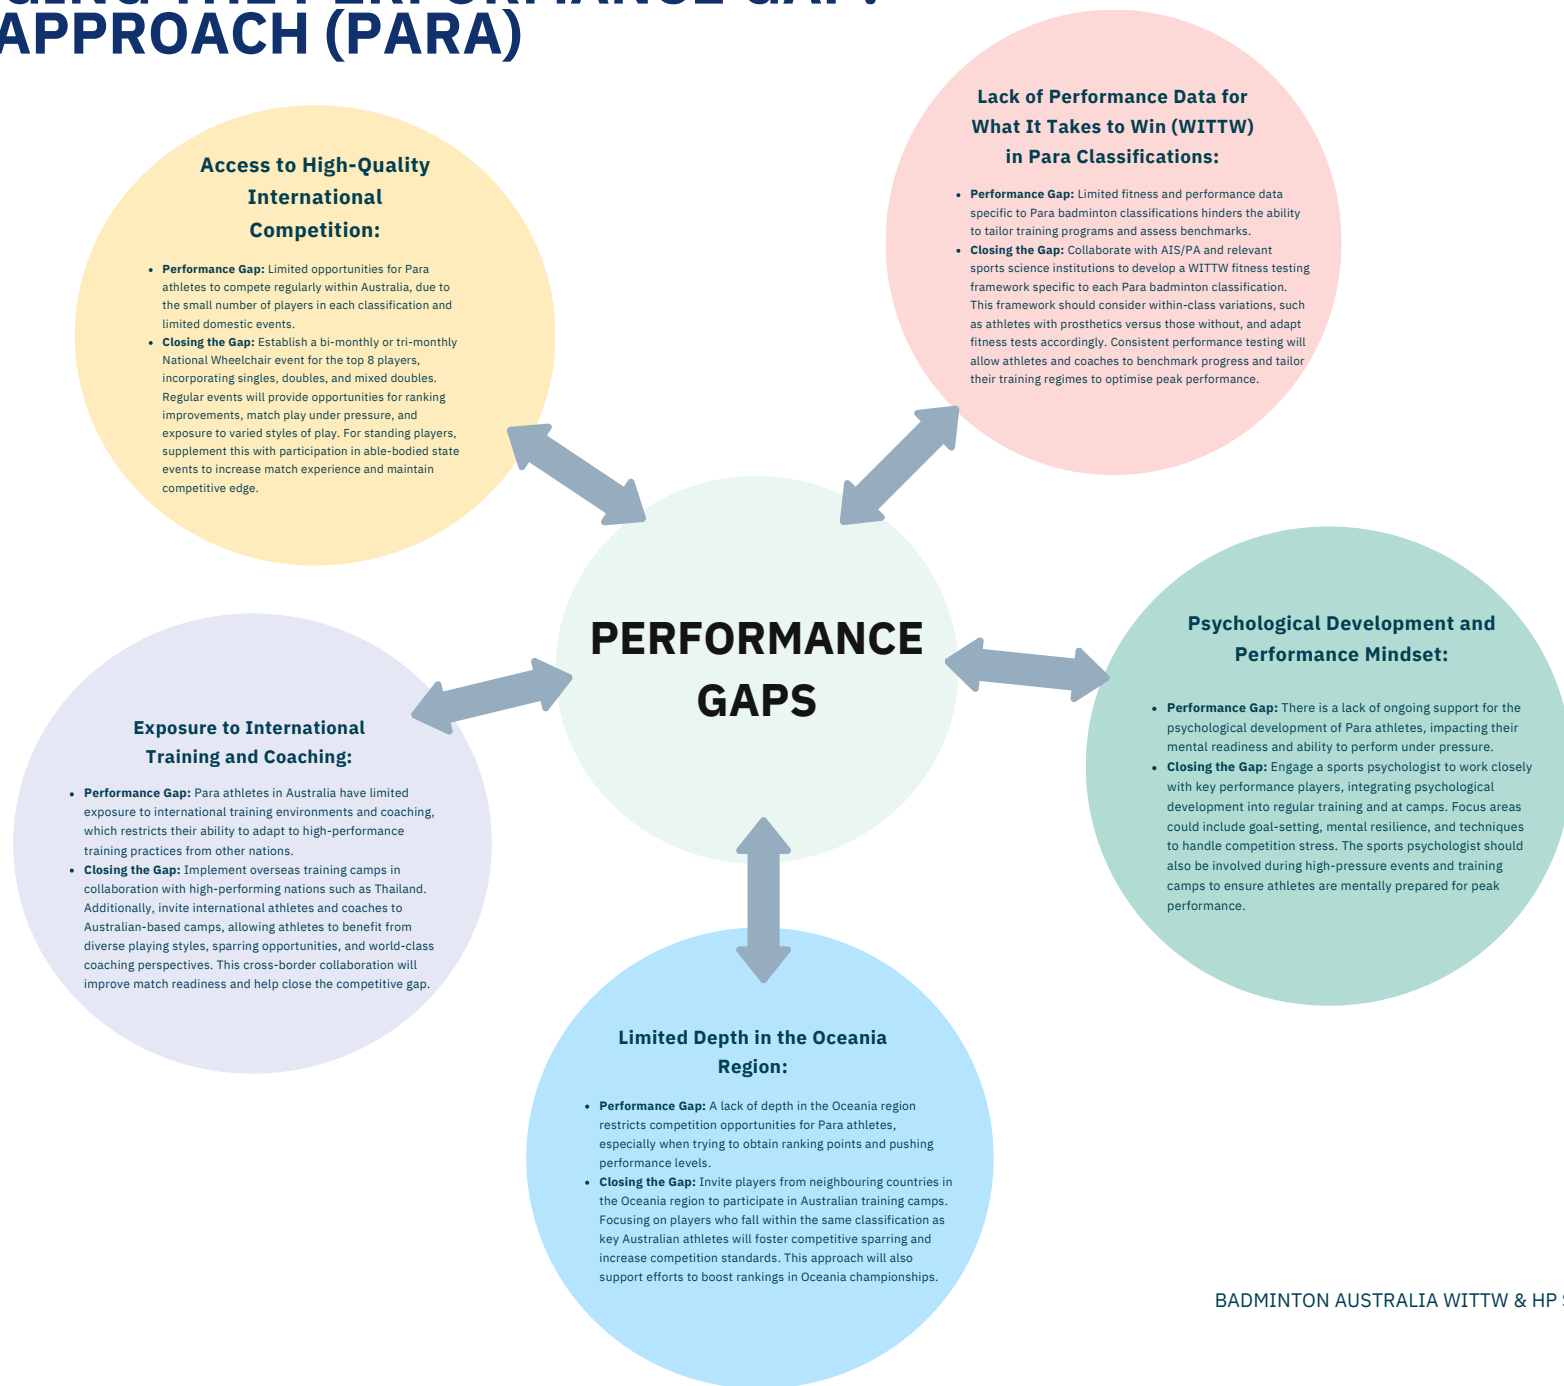 APPROACH (PARA)
Access to High-Quality
International
Competition:
• Performance Gap: Limited opportunities for Para
athletes to compete regularly within Australia, due to
the small number of players in each classification and
limited domestic events.
• Closing the Gap: Establish a bi-monthly or tri-monthly
National Wheelchair event for the top 8 players,
incorporating singles, doubles, and mixed doubles.
Regular events will provide opportunities for ranking
improvements, match play under pressure, and
exposure to varied styles of play. For standing players,
supplement this with participation in able-bodied state
events to increase match experience and maintain
competitive edge.
Lack of Performance Data for
What It Takes to Win (WITTW)
in Para Classifications:
• Performance Gap: Limited fitness and performance data
specific to Para badminton classifications hinders the ability
to tailor training programs and assess benchmarks.
• Closing the Gap: Collaborate with AIS/PA and relevant
sports science institutions to develop a WITTW fitness testing
framework specific to each Para badminton classification.
This framework should consider within-class variations, such
as athletes with prosthetics versus those without, and adapt
fitness tests accordingly. Consistent performance testing will
allow athletes and coaches to benchmark progress and tailor
their training regimes to optimise peak performance.
PERFORMANCE
GAPS
Psychological Development and
Performance Mindset:
• Performance Gap: There is a lack of ongoing support for the
psychological development of Para athletes, impacting their
mental readiness and ability to perform under pressure.
• Closing the Gap: Engage a sports psychologist to work closely
with key performance players, integrating psychological
development into regular training and at camps. Focus areas
could include goal-setting, mental resilience, and techniques
to handle competition stress. The sports psychologist should
also be involved during high-pressure events and training
camps to ensure athletes are mentally prepared for peak
performance.
Exposure to International
Training and Coaching:
• Performance Gap: Para athletes in Australia have limited
exposure to international training environments and coaching,
which restricts their ability to adapt to high-performance
training practices from other nations.
• Closing the Gap: Implement overseas training camps in
collaboration with high-performing nations such as Thailand.
Additionally, invite international athletes and coaches to
Australian-based camps, allowing athletes to benefit from
diverse playing styles, sparring opportunities, and world-class
coaching perspectives. This cross-border collaboration will
improve match readiness and help close the competitive gap.
Limited Depth in the Oceania
Region:
• Performance Gap: A lack of depth in the Oceania region
restricts competition opportunities for Para athletes,
especially when trying to obtain ranking points and pushing
performance levels.
• Closing the Gap: Invite players from neighbouring countries in
the Oceania region to participate in Australian training camps.
Focusing on players who fall within the same classification as
key Australian athletes will foster competitive sparring and
increase competition standards. This approach will also
support efforts to boost rankings in Oceania championships.
BADMINTON AUSTRALIA WITTW & HP